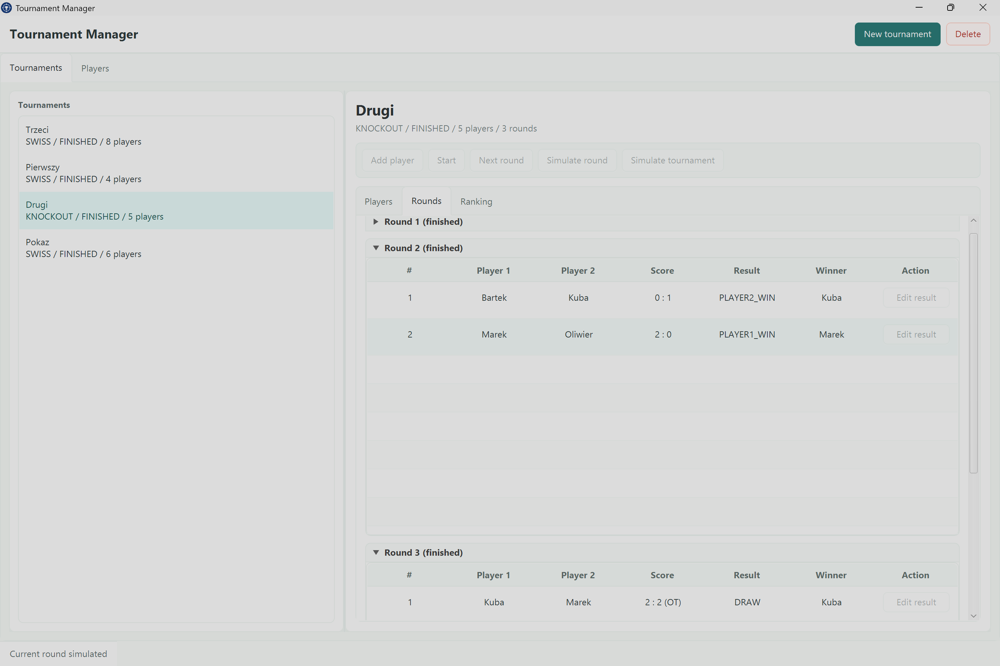 Tournament Manager
Tournament Manager
New tournament
Delete
Tournaments
Players
Tournaments
Trzeci
SWISS / FINISHED / 8 players
Pierwszy
SWISS / FINISHED / 4 players
Drugi
KNOCKOUT / FINISHED / 5 players
Pokaz
SWISS / FINISHED / 6 players
Drugi
KNOCKOUT / FINISHED / 5 players / 3 rounds
Add player Start Next round Simulate round Simulate tournament
Players Rounds Ranking
Round 1 (finished)
Round 2 (finished)
# Player 1 Player 2 Score Result Winner Action
1 Bartek Kuba 0 : 1 PLAYER2_WIN Kuba Edit result
2 Marek Oliwier 2 : 0 PLAYER1_WIN Marek Edit result
Round 3 (finished)
# Player 1 Player 2 Score Result Winner Action
1 Kuba Marek 2 : 2 (OT) DRAW Kuba Edit result
Current round simulated